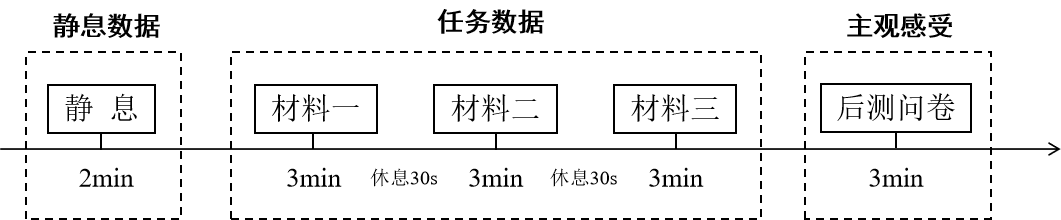 静息数据 任务数据 主观感受
静 息 材料一 材料二 材料三 后测问卷
2min 3min 休息30s 3min 休息30s 3min 3min